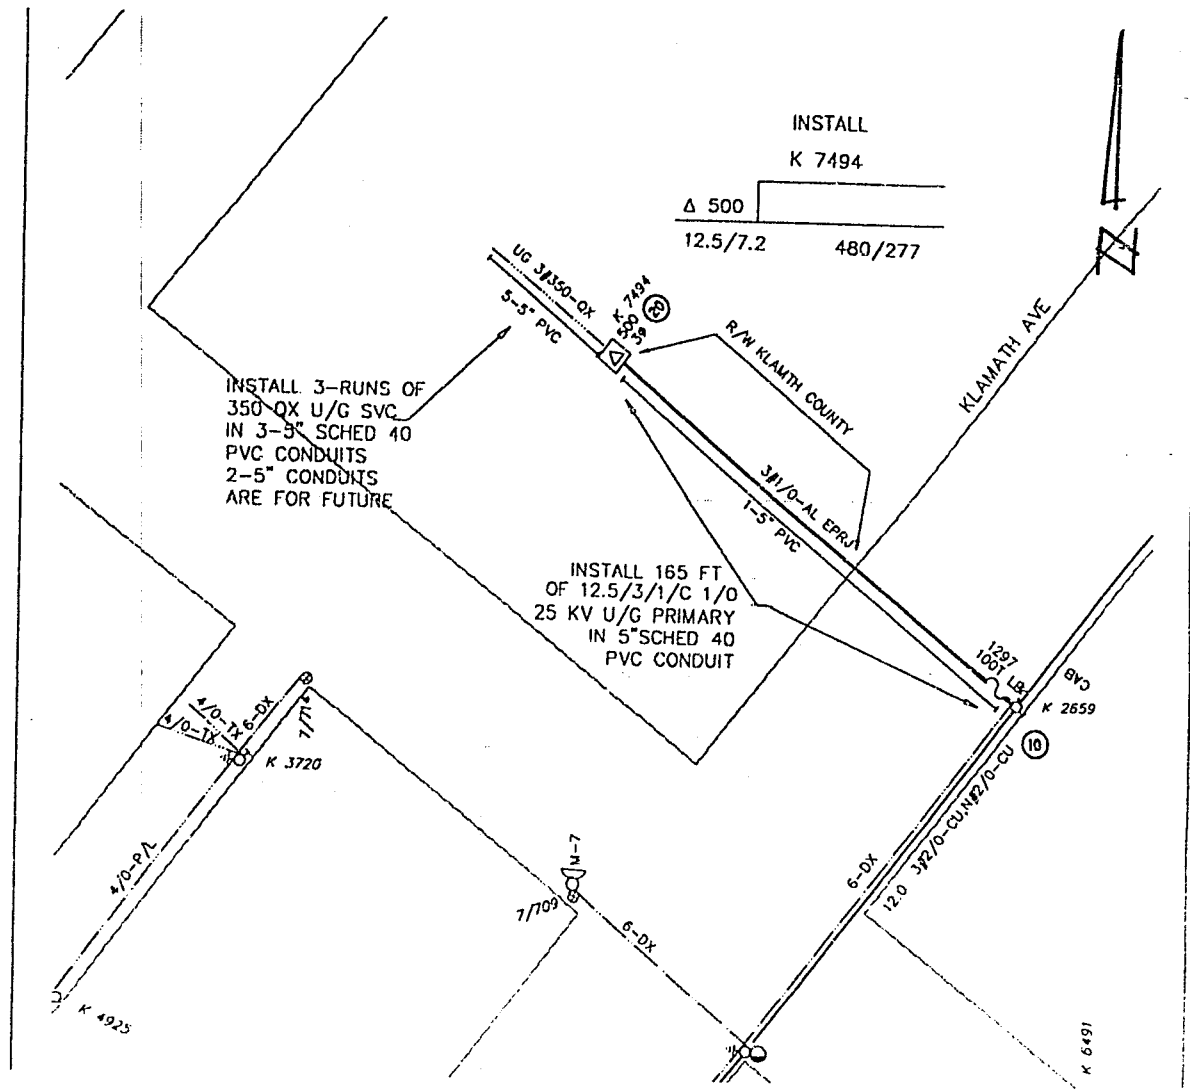 INSTALL
K 7494
Δ 500
12.5/7.2 480/277
UG 3#350-QX
5-5" PVC
K 7494
500
39
20
R/W KLAMTH COUNTY
KLAMATH AVE
INSTALL 3-RUNS OF
350 QX U/G SVC
IN 3-5" SCHED 40
PVC CONDUITS
2-5" CONDUITS
ARE FOR FUTURE
3#1/0-AL EPRJ
1-5" PVC
INSTALL 165 FT
OF 12.5/3/1/C 1/0
25 KV U/G PRIMARY
IN 5"SCHED 40
PVC CONDUIT
1297
100T LB
CAB
K 2659
10
4/0-TX
4/0-TX
6-DX
K 3720
4/0-P/L
K 4925
M-7
7/709
6-DX
6-DX
12.0 3#2/0-CU,N#2/0-CU
K 6491
N